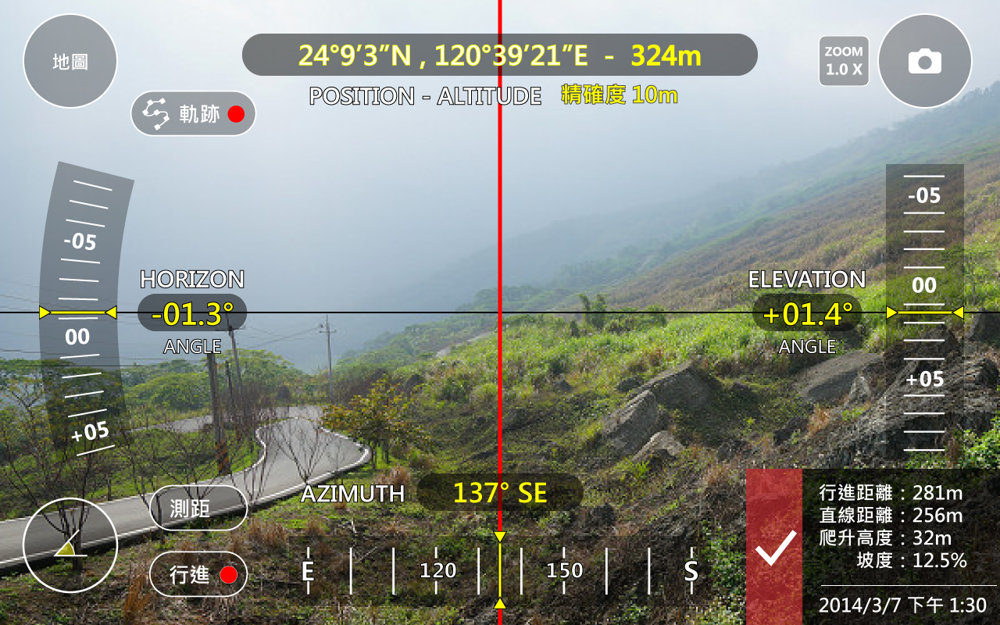 地圖
24°9′3″N , 120°39′21″E - 324m
POSITION - ALTITUDE 精確度 10m
ZOOM
1.0 X
軌跡
-05
00
+05
HORIZON
-01.3°
ANGLE
ELEVATION
+01.4°
ANGLE
-05
00
+05
AZIMUTH 137° SE
測距
行進
E 120 150 S
行進距離：281m
直線距離：256m
爬升高度：32m
坡度：12.5%
2014/3/7 下午 1:30